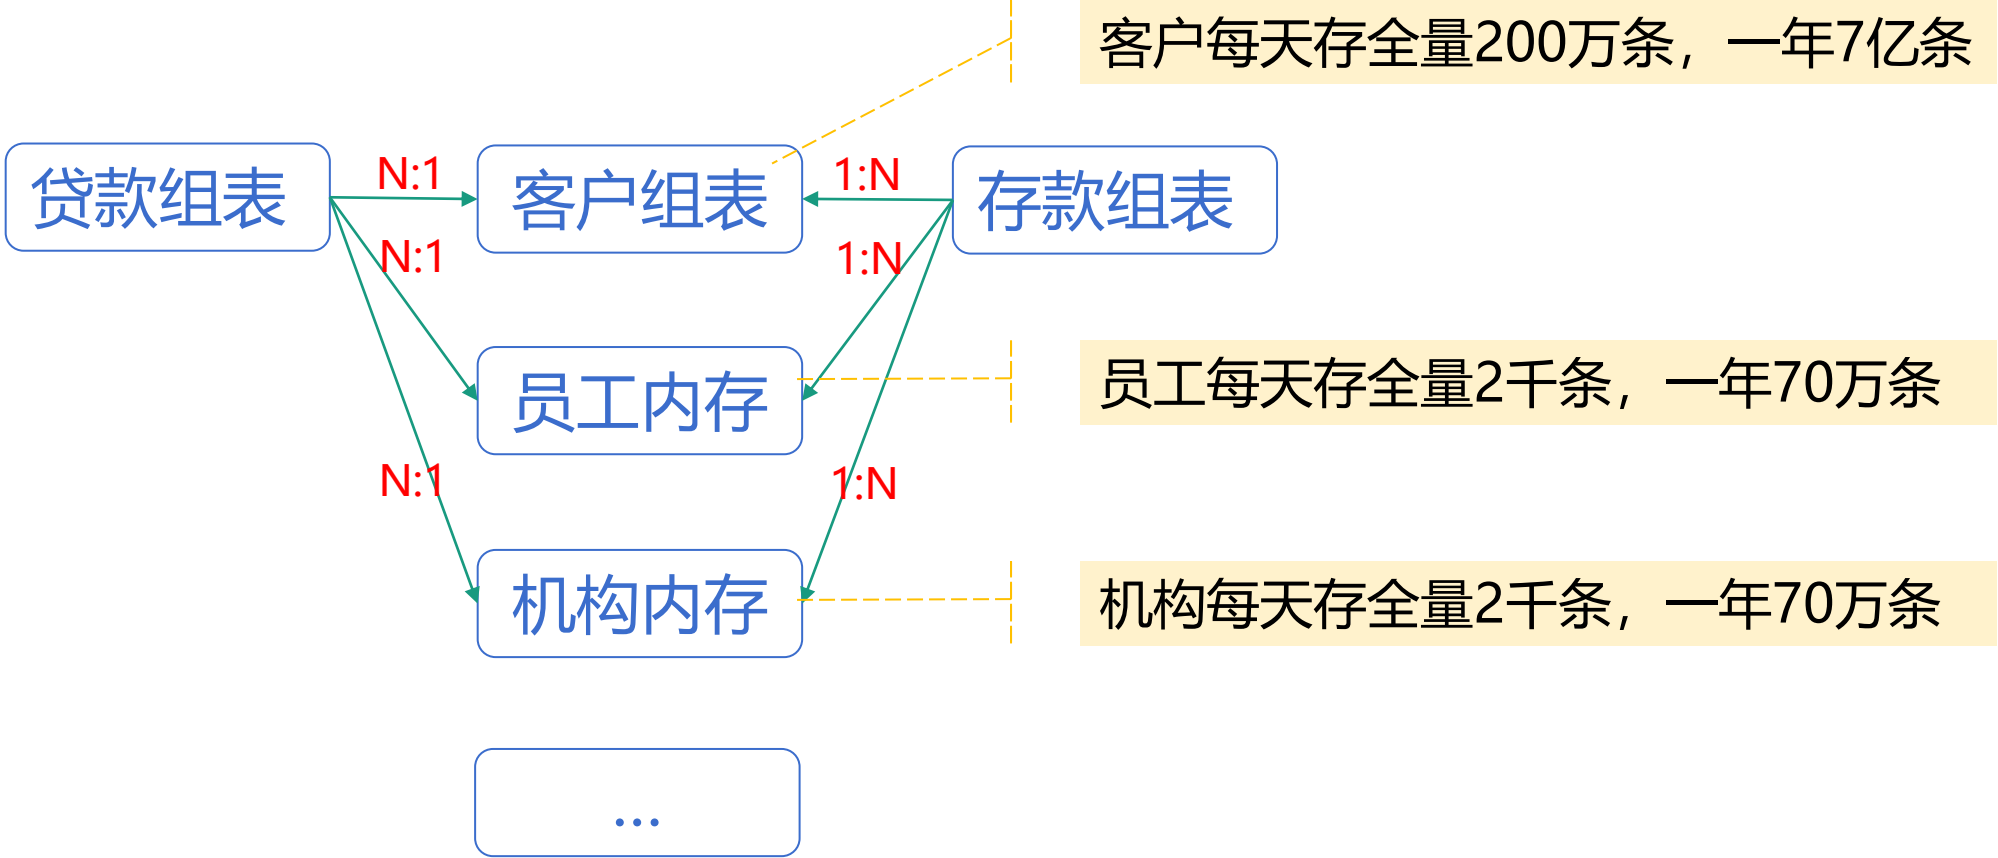 客户每天存全量200万条，一年7亿条
贷款组表
N:1
客户组表
1:N
存款组表
N:1
1:N
员工内存
员工每天存全量2千条，一年70万条
N:1
1:N
机构内存
机构每天存全量2千条，一年70万条
...